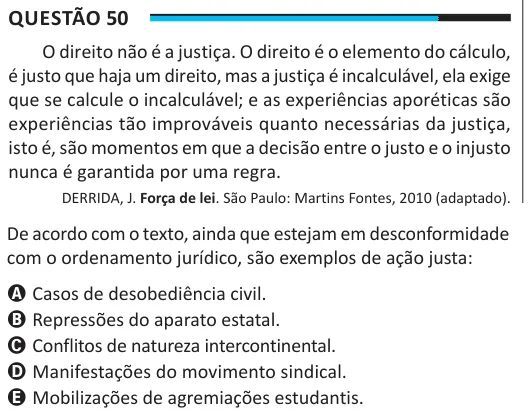 QUESTÃO 50
O direito não é a justiça. O direito é o elemento do cálculo,
é justo que haja um direito, mas a justiça é incalculável, ela exige
que se calcule o incalculável; e as experiências aporéticas são
experiências tão improváveis quanto necessárias da justiça,
isto é, são momentos em que a decisão entre o justo e o injusto
nunca é garantida por uma regra.
DERRIDA, J. Força de lei. São Paulo: Martins Fontes, 2010 (adaptado).
De acordo com o texto, ainda que estejam em desconformidade
com o ordenamento jurídico, são exemplos de ação justa:
A Casos de desobediência civil.
B Repressões do aparato estatal.
C Conflitos de natureza intercontinental.
D Manifestações do movimento sindical.
E Mobilizações de agremiações estudantis.